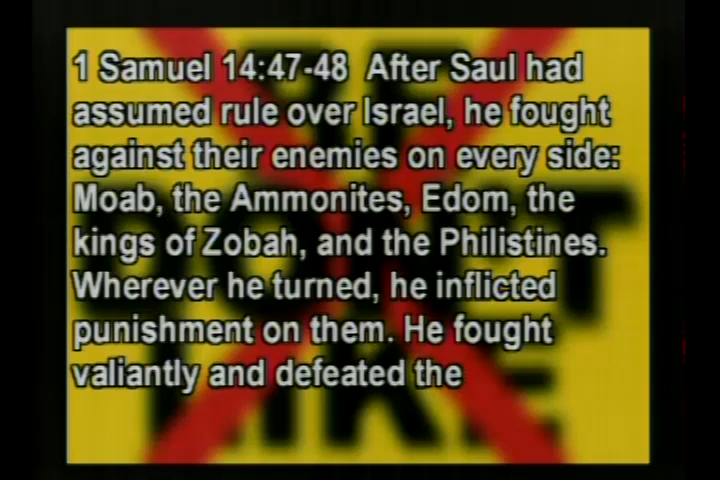 1 Samuel 14:47-48 After Saul had
assumed rule over Israel, he fought
against their enemies on every side:
Moab, the Ammonites, Edom, the
kings of Zobah, and the Philistines.
Wherever he turned, he inflicted
punishment on them. He fought
valiantly and defeated the